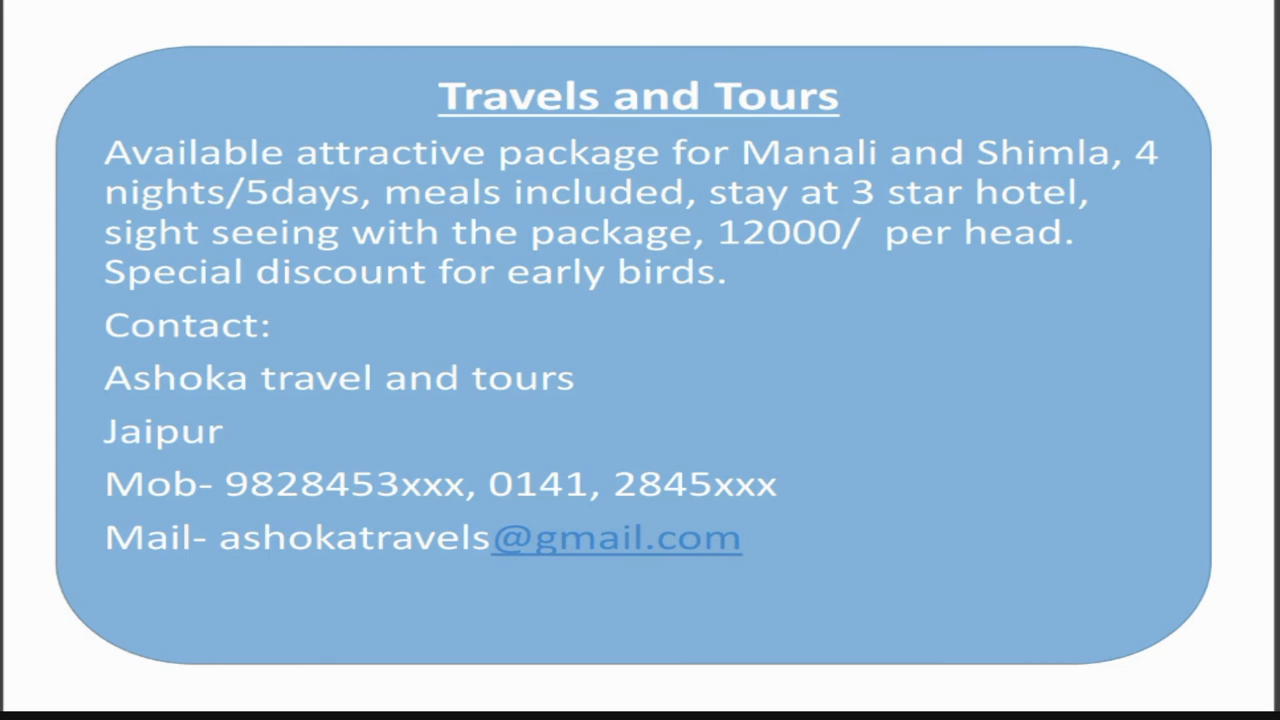 Travels and Tours
Available attractive package for Manali and Shimla, 4
nights/5days, meals included, stay at 3 star hotel,
sight seeing with the package, 12000/  per head.
Special discount for early birds.
Contact:
Ashoka travel and tours
Jaipur
Mob- 9828453xxx, 0141, 2845xxx
Mail- ashokatravels@gmail.com